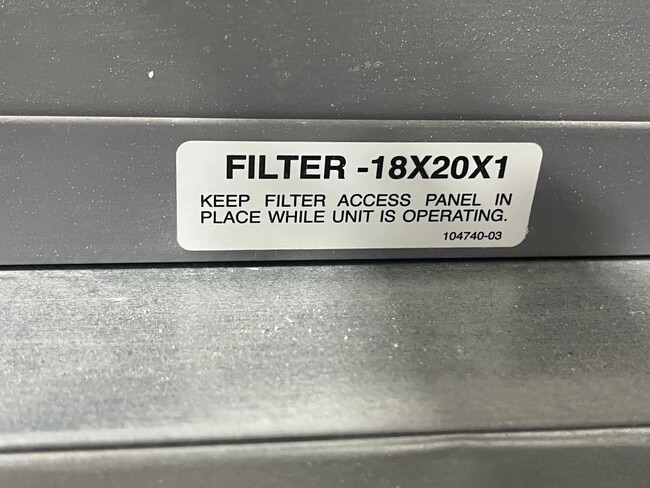 FILTER -18X20X1
KEEP FILTER ACCESS PANEL IN
PLACE WHILE UNIT IS OPERATING.
104740-03